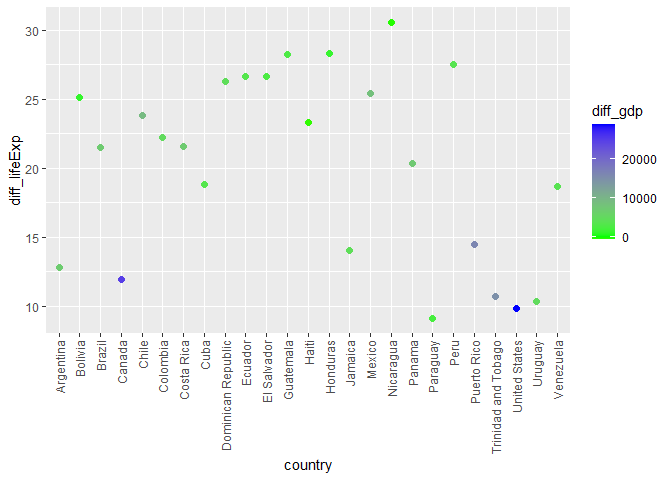 30
25
20
15
10
diff_lifeExp
Argentina
Bolivia
Brazil
Canada
Chile
Colombia
Costa Rica
Cuba
Dominican Republic
Ecuador
El Salvador
Guatemala
Haiti
Honduras
Jamaica
Mexico
Nicaragua
Panama
Paraguay
Peru
Puerto Rico
Trinidad and Tobago
United States
Uruguay
Venezuela
country
diff_gdp
20000
10000
0